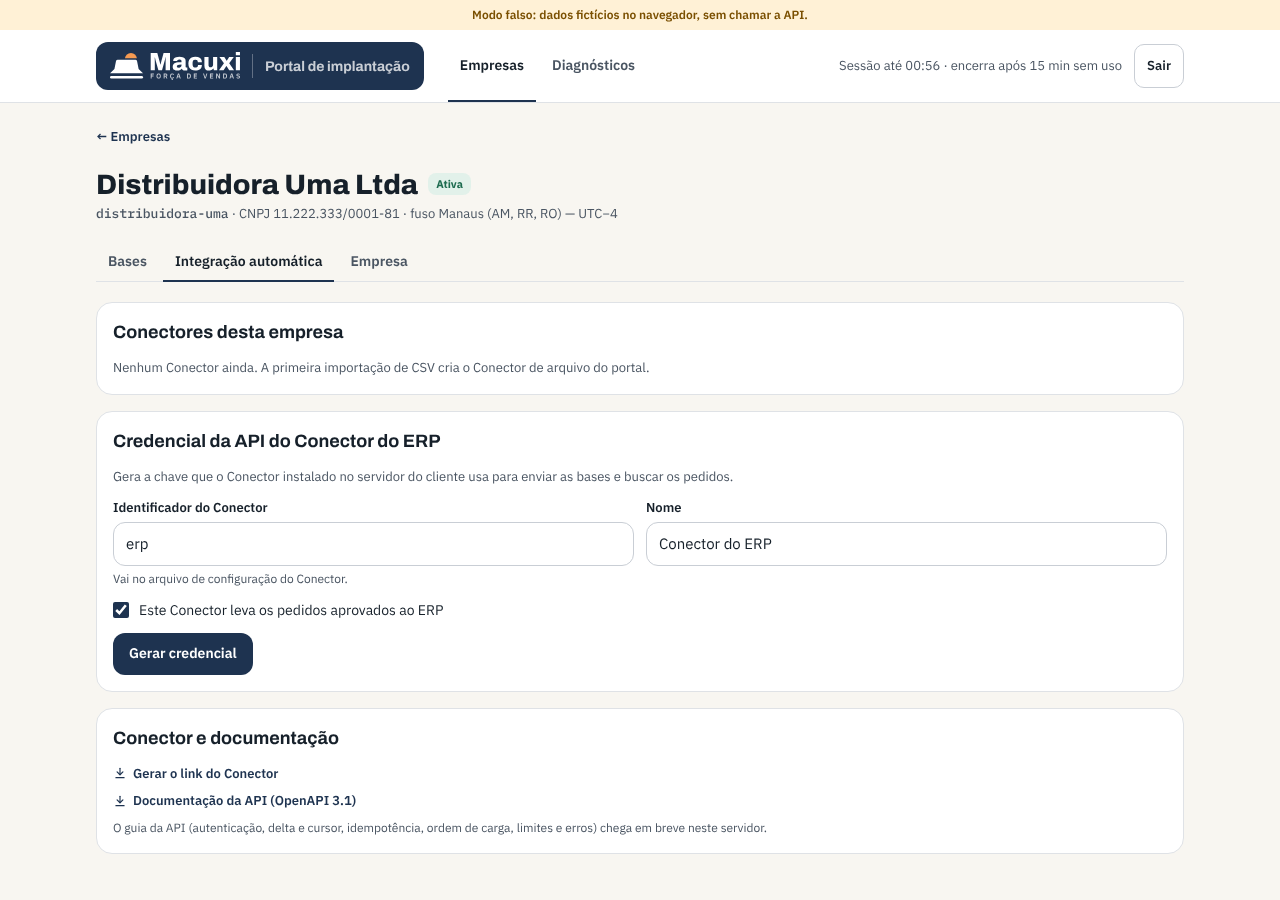 Modo falso: dados fictícios no navegador, sem chamar a API.
Macuxi
FORÇA DE VENDAS
Portal de implantação
Empresas
Diagnósticos
Sessão até 00:56 · encerra após 15 min sem uso
Sair
← Empresas
Distribuidora Uma Ltda
Ativa
distribuidora-uma · CNPJ 11.222.333/0001-81 · fuso Manaus (AM, RR, RO) — UTC−4
Bases
Integração automática
Empresa
Conectores desta empresa
Nenhum Conector ainda. A primeira importação de CSV cria o Conector de arquivo do portal.
Credencial da API do Conector do ERP
Gera a chave que o Conector instalado no servidor do cliente usa para enviar as bases e buscar os pedidos.
Identificador do Conector
Nome
erp
Conector do ERP
Vai no arquivo de configuração do Conector.
Este Conector leva os pedidos aprovados ao ERP
Gerar credencial
Conector e documentação
Gerar o link do Conector
Documentação da API (OpenAPI 3.1)
O guia da API (autenticação, delta e cursor, idempotência, ordem de carga, limites e erros) chega em breve neste servidor.